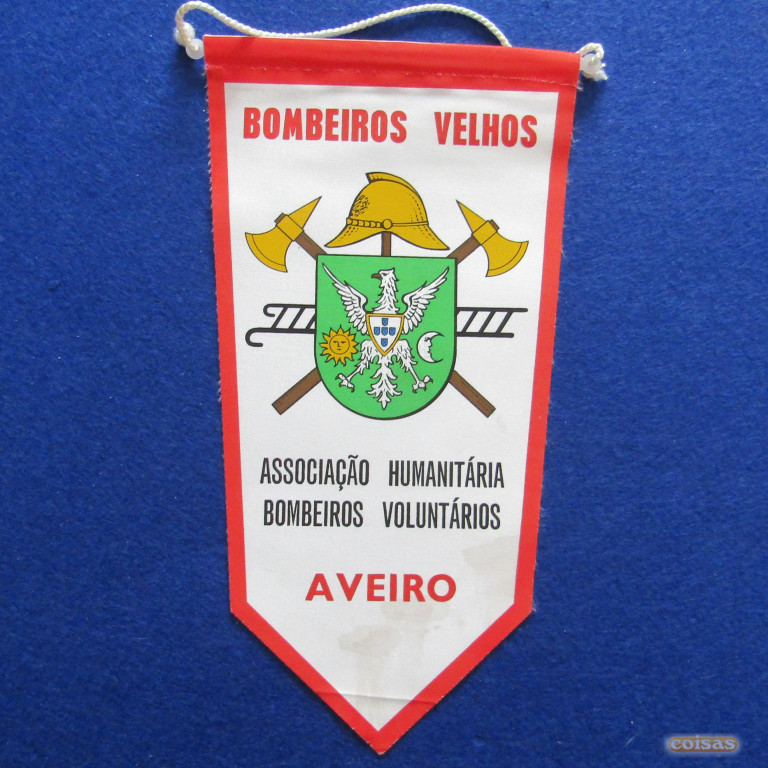 BOMBEIROS VELHOS
ASSOCIAÇÃO HUMANITÁRIA
BOMBEIROS VOLUNTÁRIOS
AVEIRO
coisas